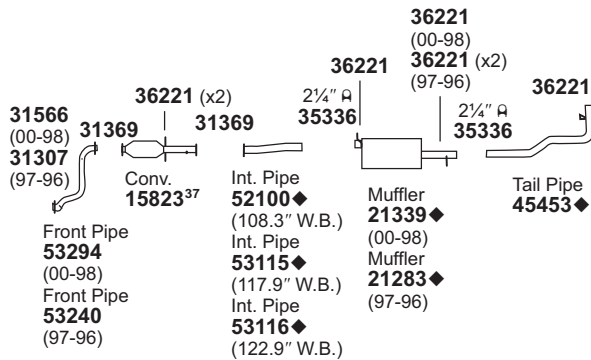 36221
(00-98)
36221 (x2)
(97-96)
36221 (x2)
36221
2¼″
35336
2¼″
35336
36221
31566
(00-98)
31307
(97-96)
31369
31369
Conv.
15823³⁷
Front Pipe
53294
(00-98)
Front Pipe
53240
(97-96)
Int. Pipe
52100◆
(108.3″ W.B.)
Int. Pipe
53115◆
(117.9″ W.B.)
Int. Pipe
53116◆
(122.9″ W.B.)
Muffler
21339◆
(00-98)
Muffler
21283◆
(97-96)
Tail Pipe
45453◆